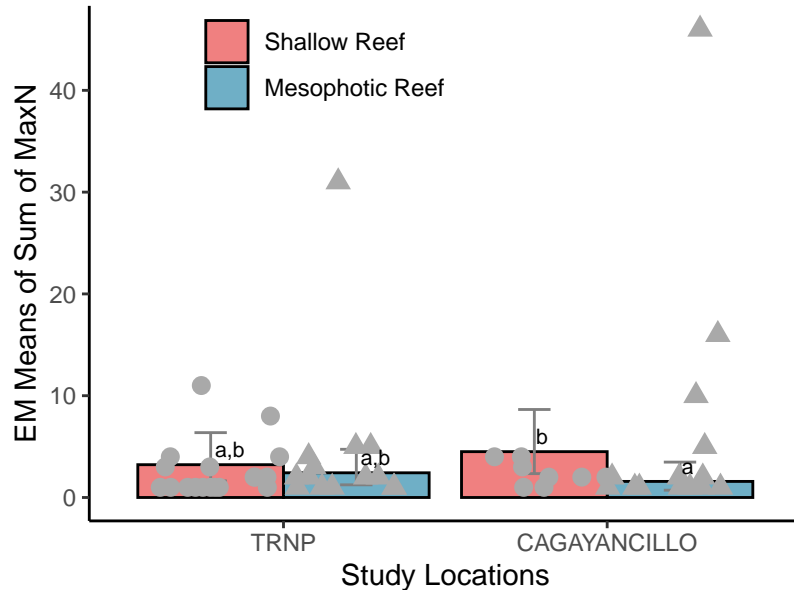 Shallow Reef
Mesophotic Reef
EM Means of Sum of MaxN
40
30
20
10
0
a,b
a,b
b
a
TRNP
CAGAYANCILLO
Study Locations